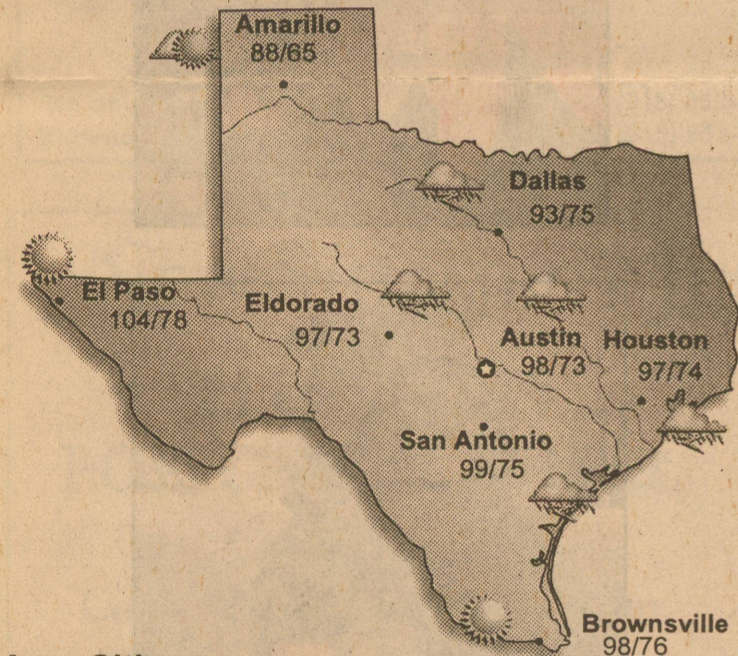 Amarillo
88/65
Dallas
93/75
El Paso
104/78
Eldorado
97/73
Austin
98/73
Houston
97/74
San Antonio
99/75
Brownsville
98/76